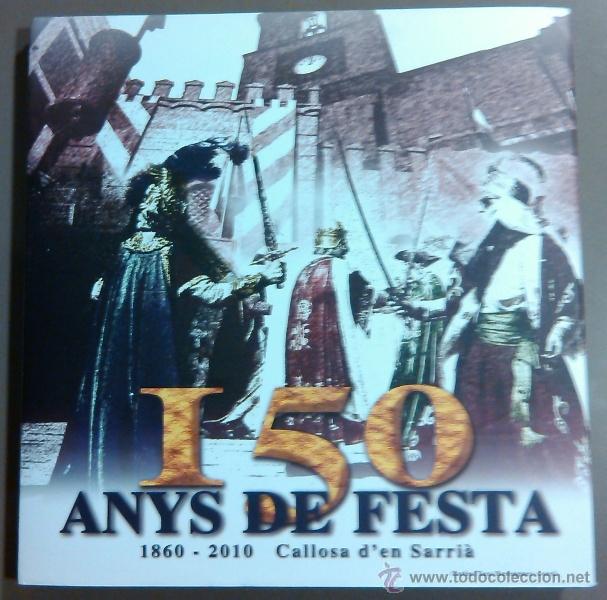 150
ANYS DE FESTA
1860 - 2010 Callosa d'en Sarrià
www.todocoleccion.net